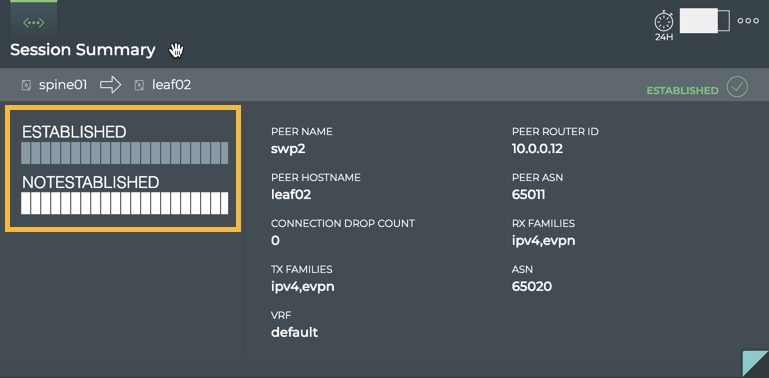 24H
Session Summary
spine01 leaf02
ESTABLISHED
ESTABLISHED
NOTESTABLISHED
PEER NAME
swp2
PEER ROUTER ID
10.0.0.12
PEER HOSTNAME
leaf02
PEER ASN
65011
CONNECTION DROP COUNT
0
RX FAMILIES
ipv4,evpn
TX FAMILIES
ipv4,evpn
ASN
65020
VRF
default